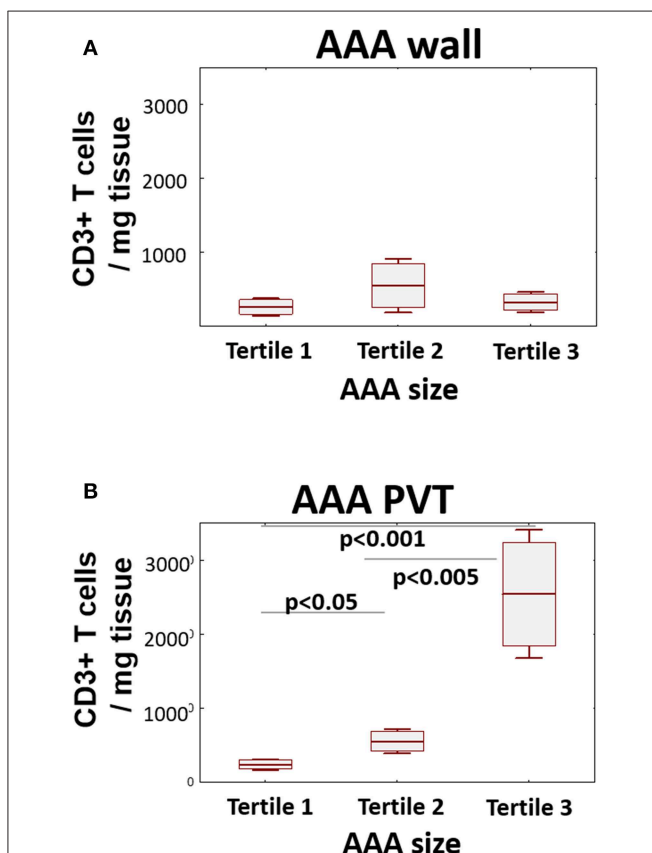 A
AAA wall
CD3+ T cells
/ mg tissue
3000
2000
1000
Tertile 1 Tertile 2 Tertile 3
AAA size
B
AAA PVT
CD3+ T cells
/ mg tissue
p<0.001
3000
p<0.005
p<0.05
2000
1000
0
Tertile 1 Tertile 2 Tertile 3
AAA size